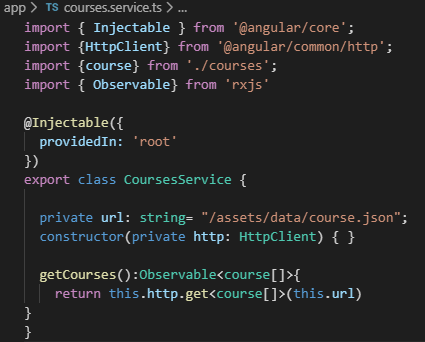 app > TS courses.service.ts > ...
import { Injectable } from '@angular/core';
import {HttpClient} from '@angular/common/http';
import {course} from './courses';
import { Observable} from 'rxjs'
@Injectable({
providedIn: 'root'
})
export class CoursesService {
private url: string= "/assets/data/course.json";
constructor(private http: HttpClient) { }
getCourses():Observable<course[]>{
return this.http.get<course[]>(this.url)
}
}